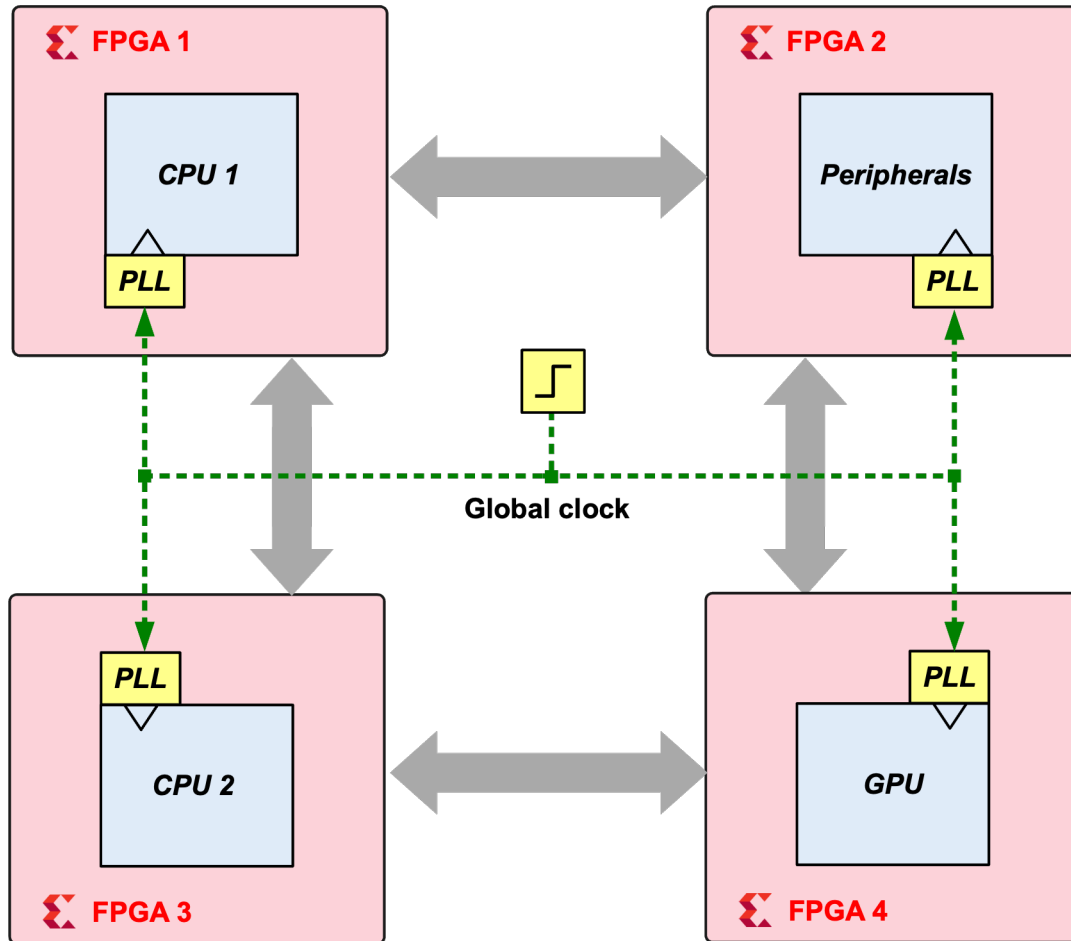 FPGA 1
FPGA 2
CPU 1
Peripherals
PLL
PLL
Global clock
PLL
PLL
CPU 2
GPU
FPGA 3
FPGA 4